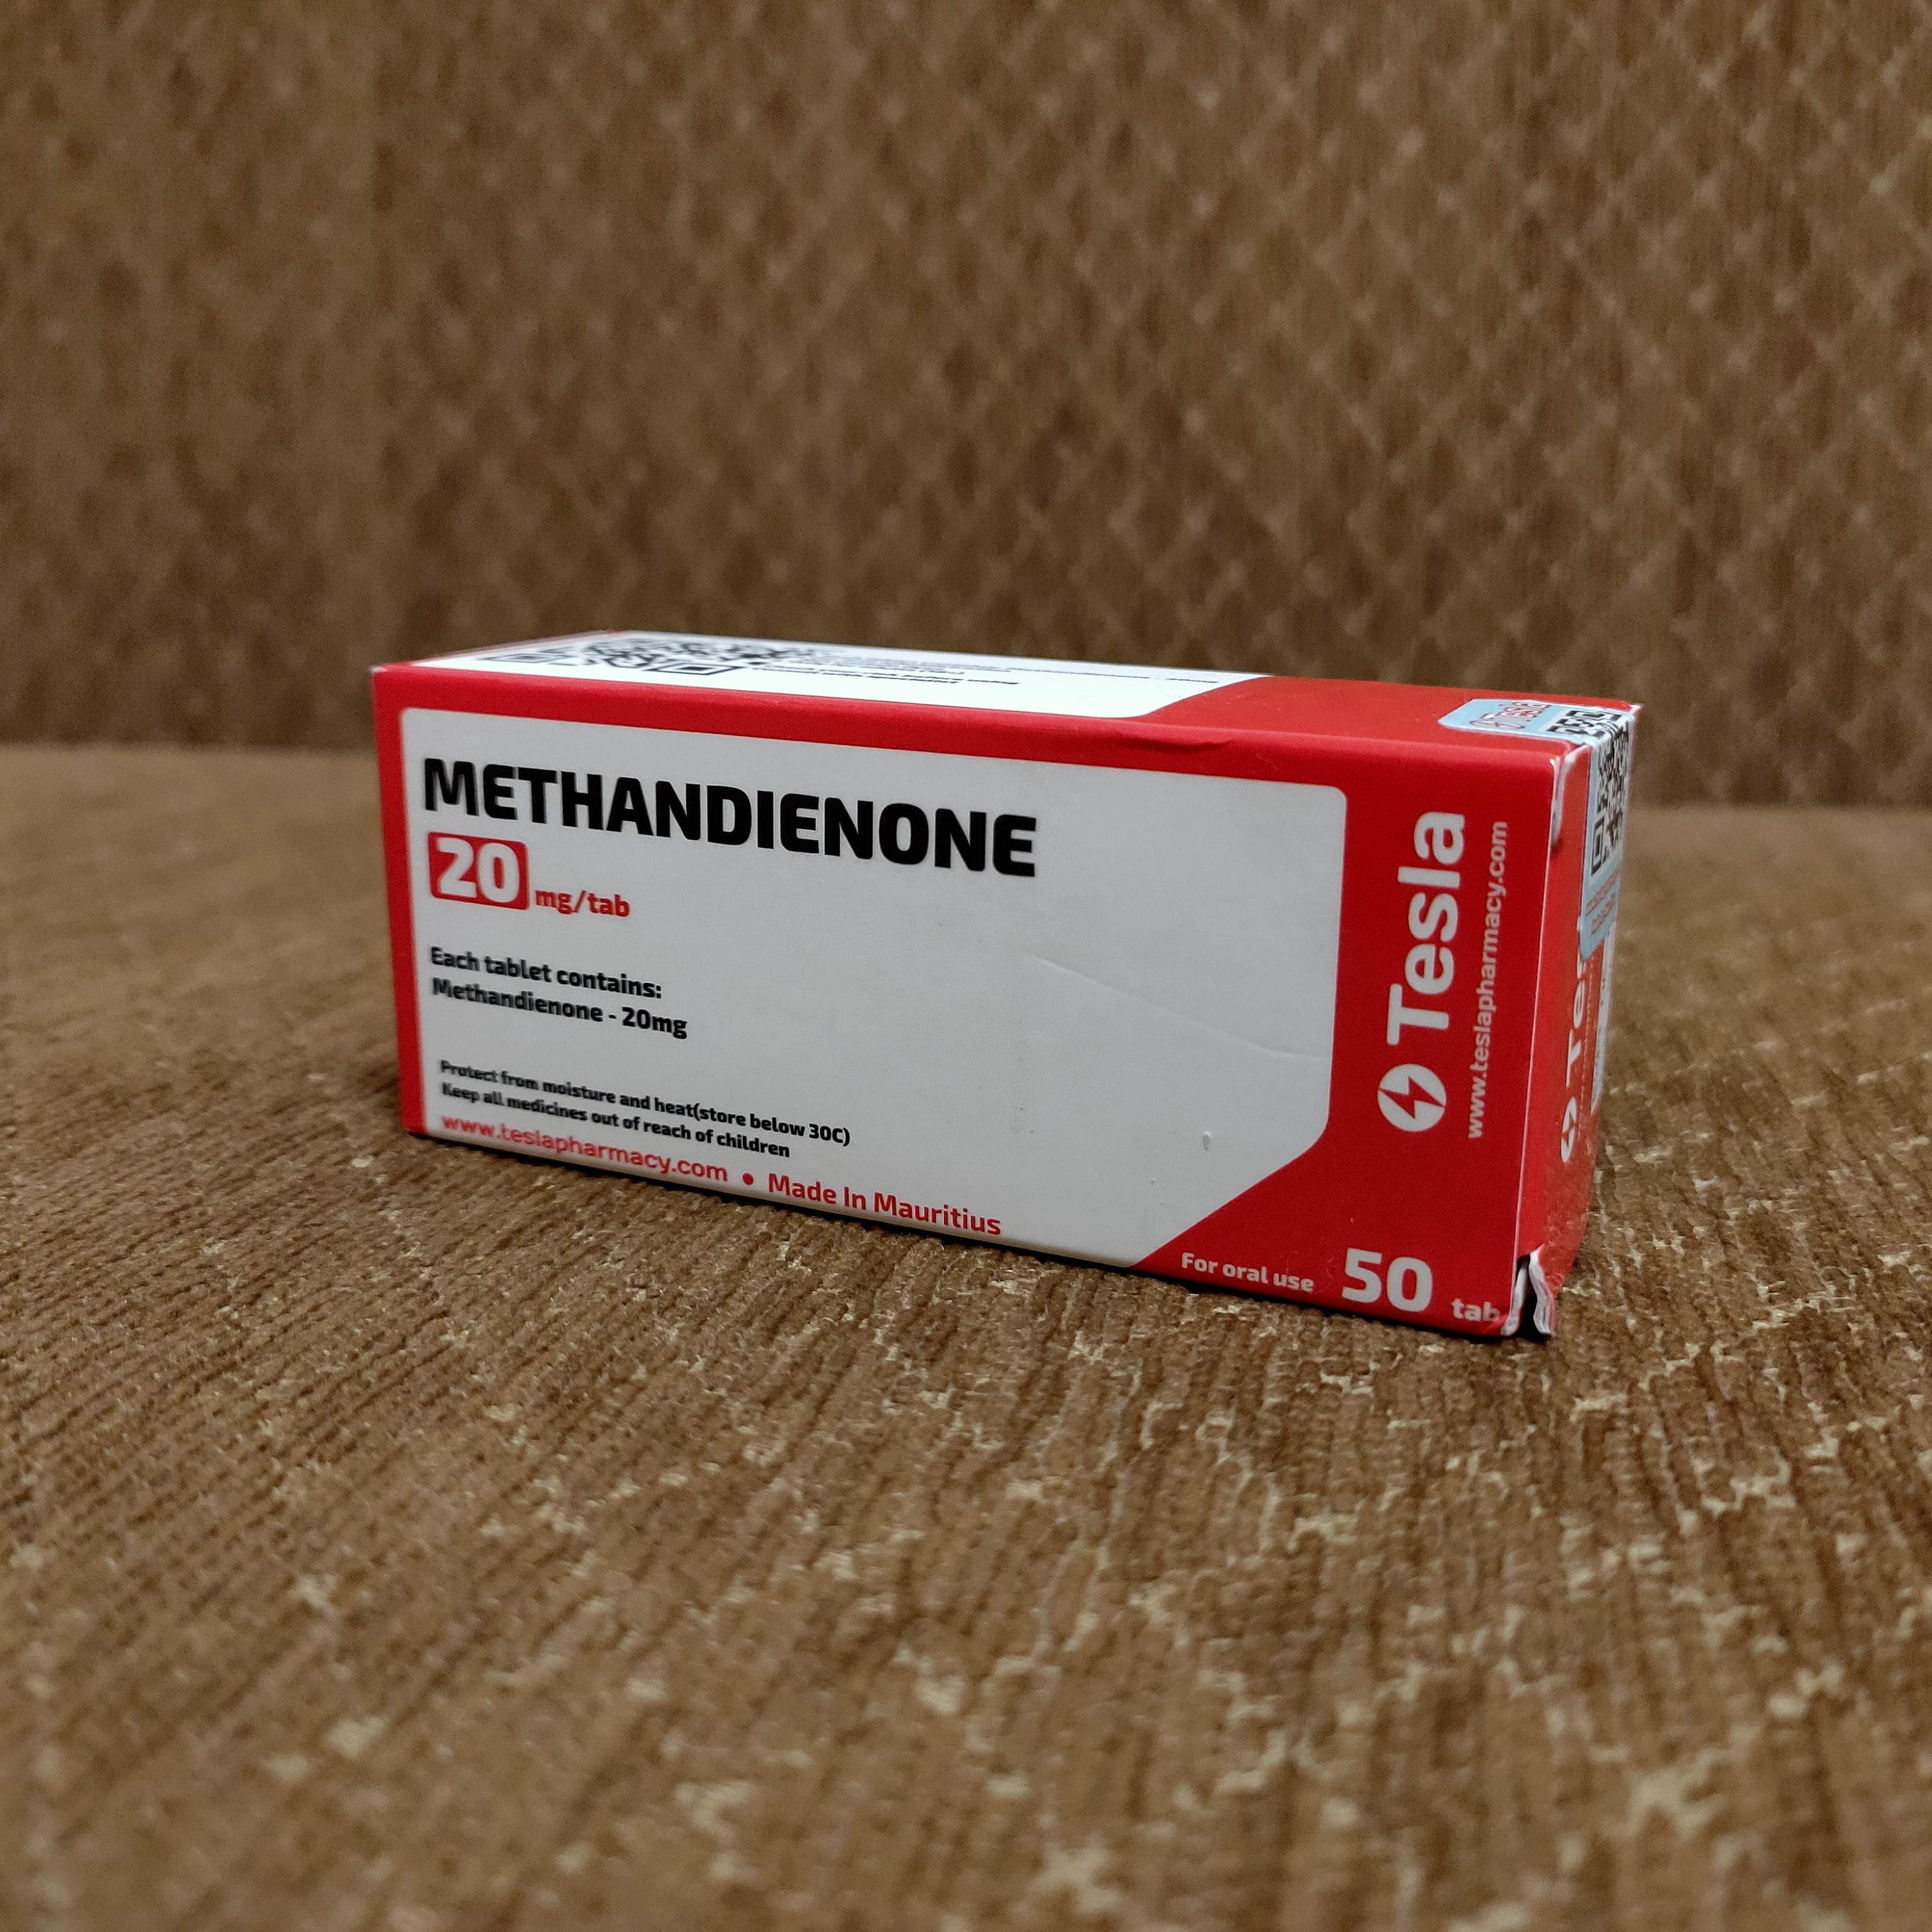 METHANDIENONE
20 mg/tab
Each tablet contains:
Methandienone - 20mg
Protect from moisture and heat(store below 30C)
Keep all medicines out of reach of children
www.teslapharmacy.com • Made In Mauritius
Tesla
www.teslapharmacy.com
For oral use 50 tab